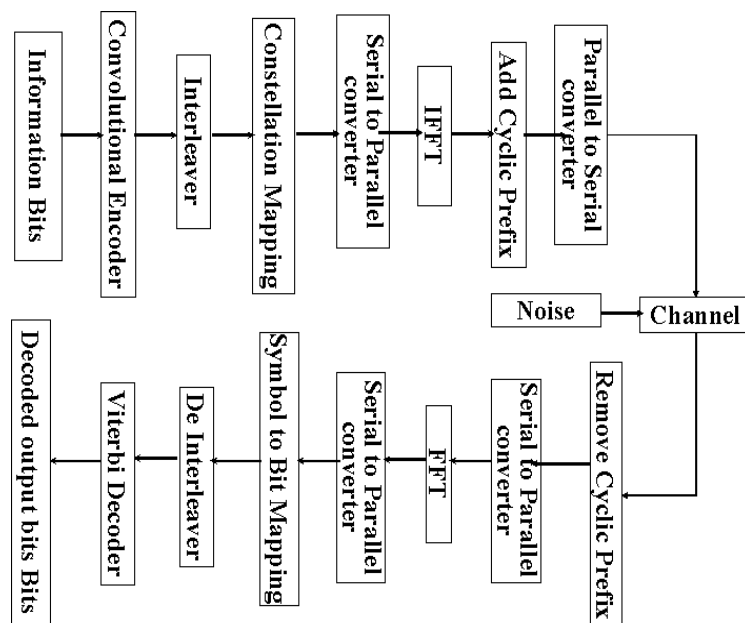 Information Bits
Convolutional Encoder
Interleaver
Constellation Mapping
Serial to Parallel
converter
IFFT
Add Cyclic Prefix
Parallel to Serial
converter
Noise
Channel
Remove Cyclic Prefix
Serial to Parallel
converter
FFT
Serial to Parallel
converter
Symbol to Bit Mapping
De Interleaver
Viterbi Decoder
Decoded output bits Bits